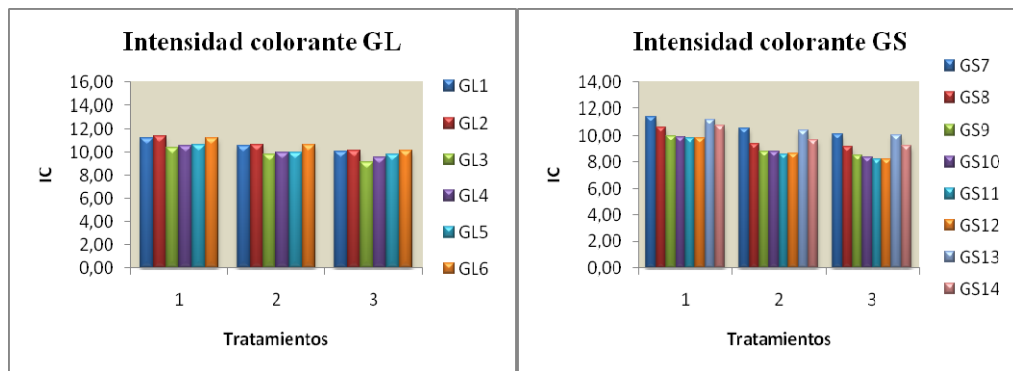 Intensidad colorante GL
16,00
14,00
12,00
10,00
8,00
6,00
4,00
2,00
0,00
IC
1
2
3
Tratamientos
GL1
GL2
GL3
GL4
GL5
GL6
Intensidad colorante GS
14,00
12,00
10,00
8,00
6,00
4,00
2,00
0,00
IC
1
2
3
Tratamientos
GS7
GS8
GS9
GS10
GS11
GS12
GS13
GS14